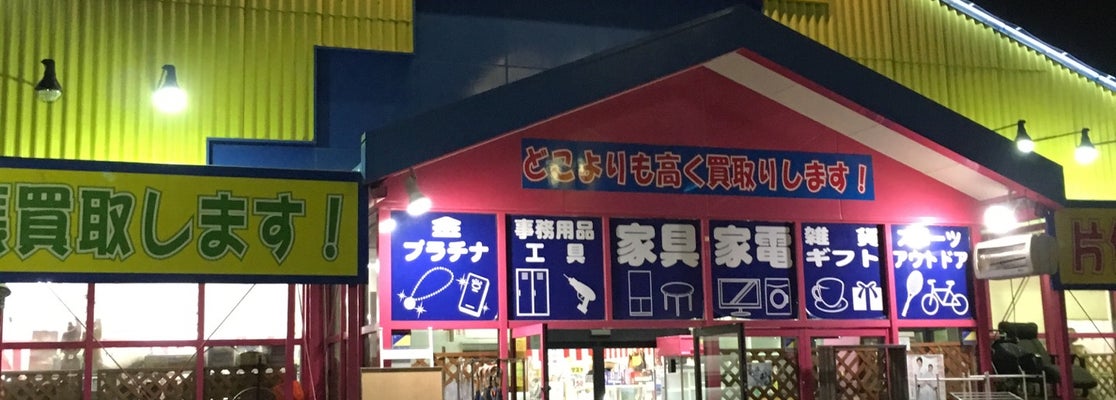 どこよりも高く買取りします!
買取します!
金
プラチナ
事務用品
工具
家具
家電
雑貨
ギフト
スポーツ
アウトドア
片